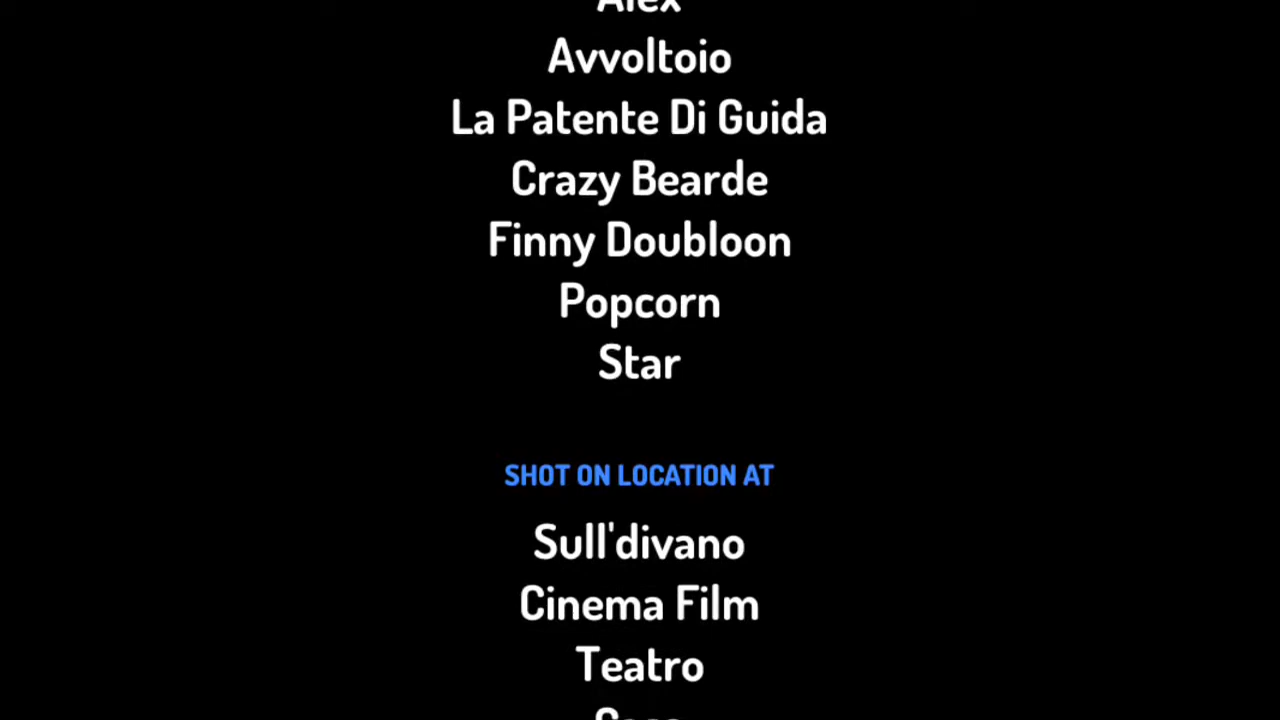 Alex
Avvoltoio
La Patente Di Guida
Crazy Bearde
Finny Doubloon
Popcorn
Star
SHOT ON LOCATION AT
Sull'divano
Cinema Film
Teatro